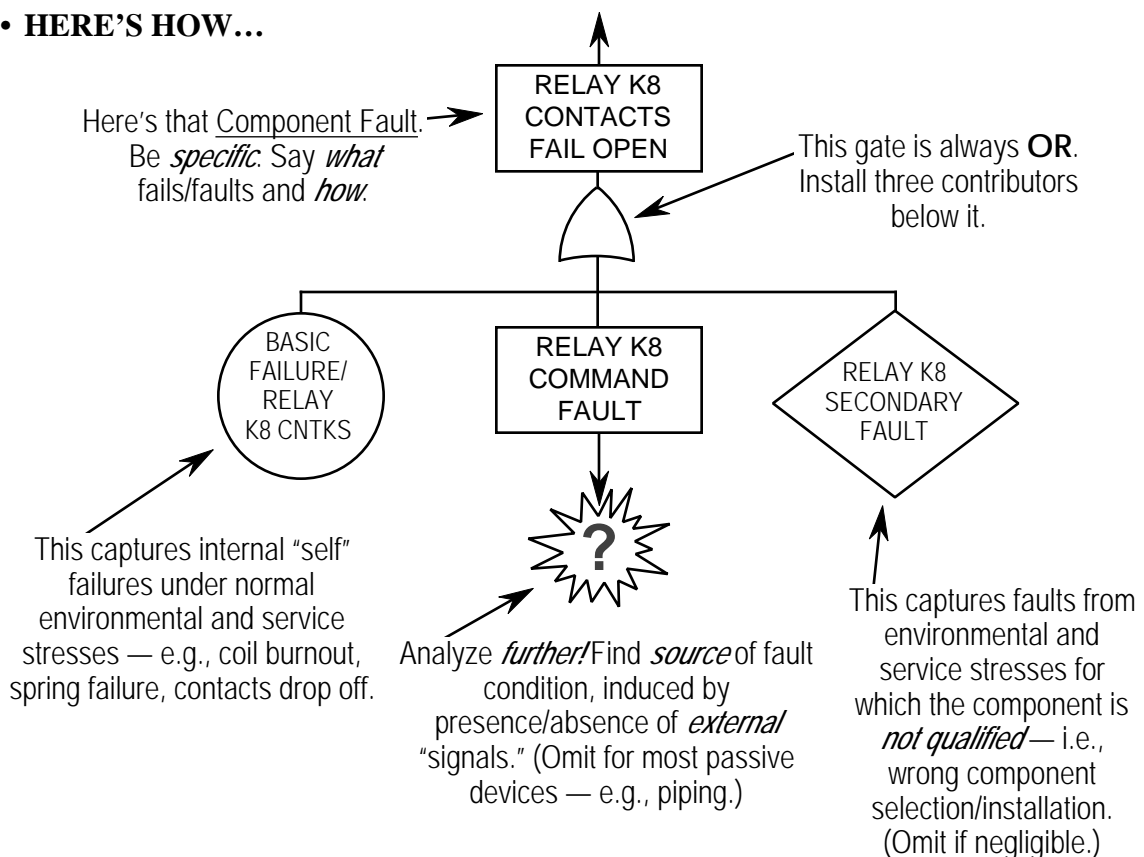 • HERE'S HOW…
RELAY K8
CONTACTS
FAIL OPEN
Here's that Component Fault.
Be specific. Say what
fails/faults and how.
This gate is always OR.
Install three contributors
below it.
BASIC
FAILURE/
RELAY
K8 CNTKS
RELAY K8
COMMAND
FAULT
RELAY K8
SECONDARY
FAULT
?
This captures internal "self"
failures under normal
environmental and service
stresses — e.g., coil burnout,
spring failure, contacts drop off.
Analyze further! Find source of fault
condition, induced by
presence/absence of external
"signals." (Omit for most passive
devices — e.g., piping.)
This captures faults from
environmental and
service stresses for
which the component is
not qualified — i.e.,
wrong component
selection/installation.
(Omit if negligible.)